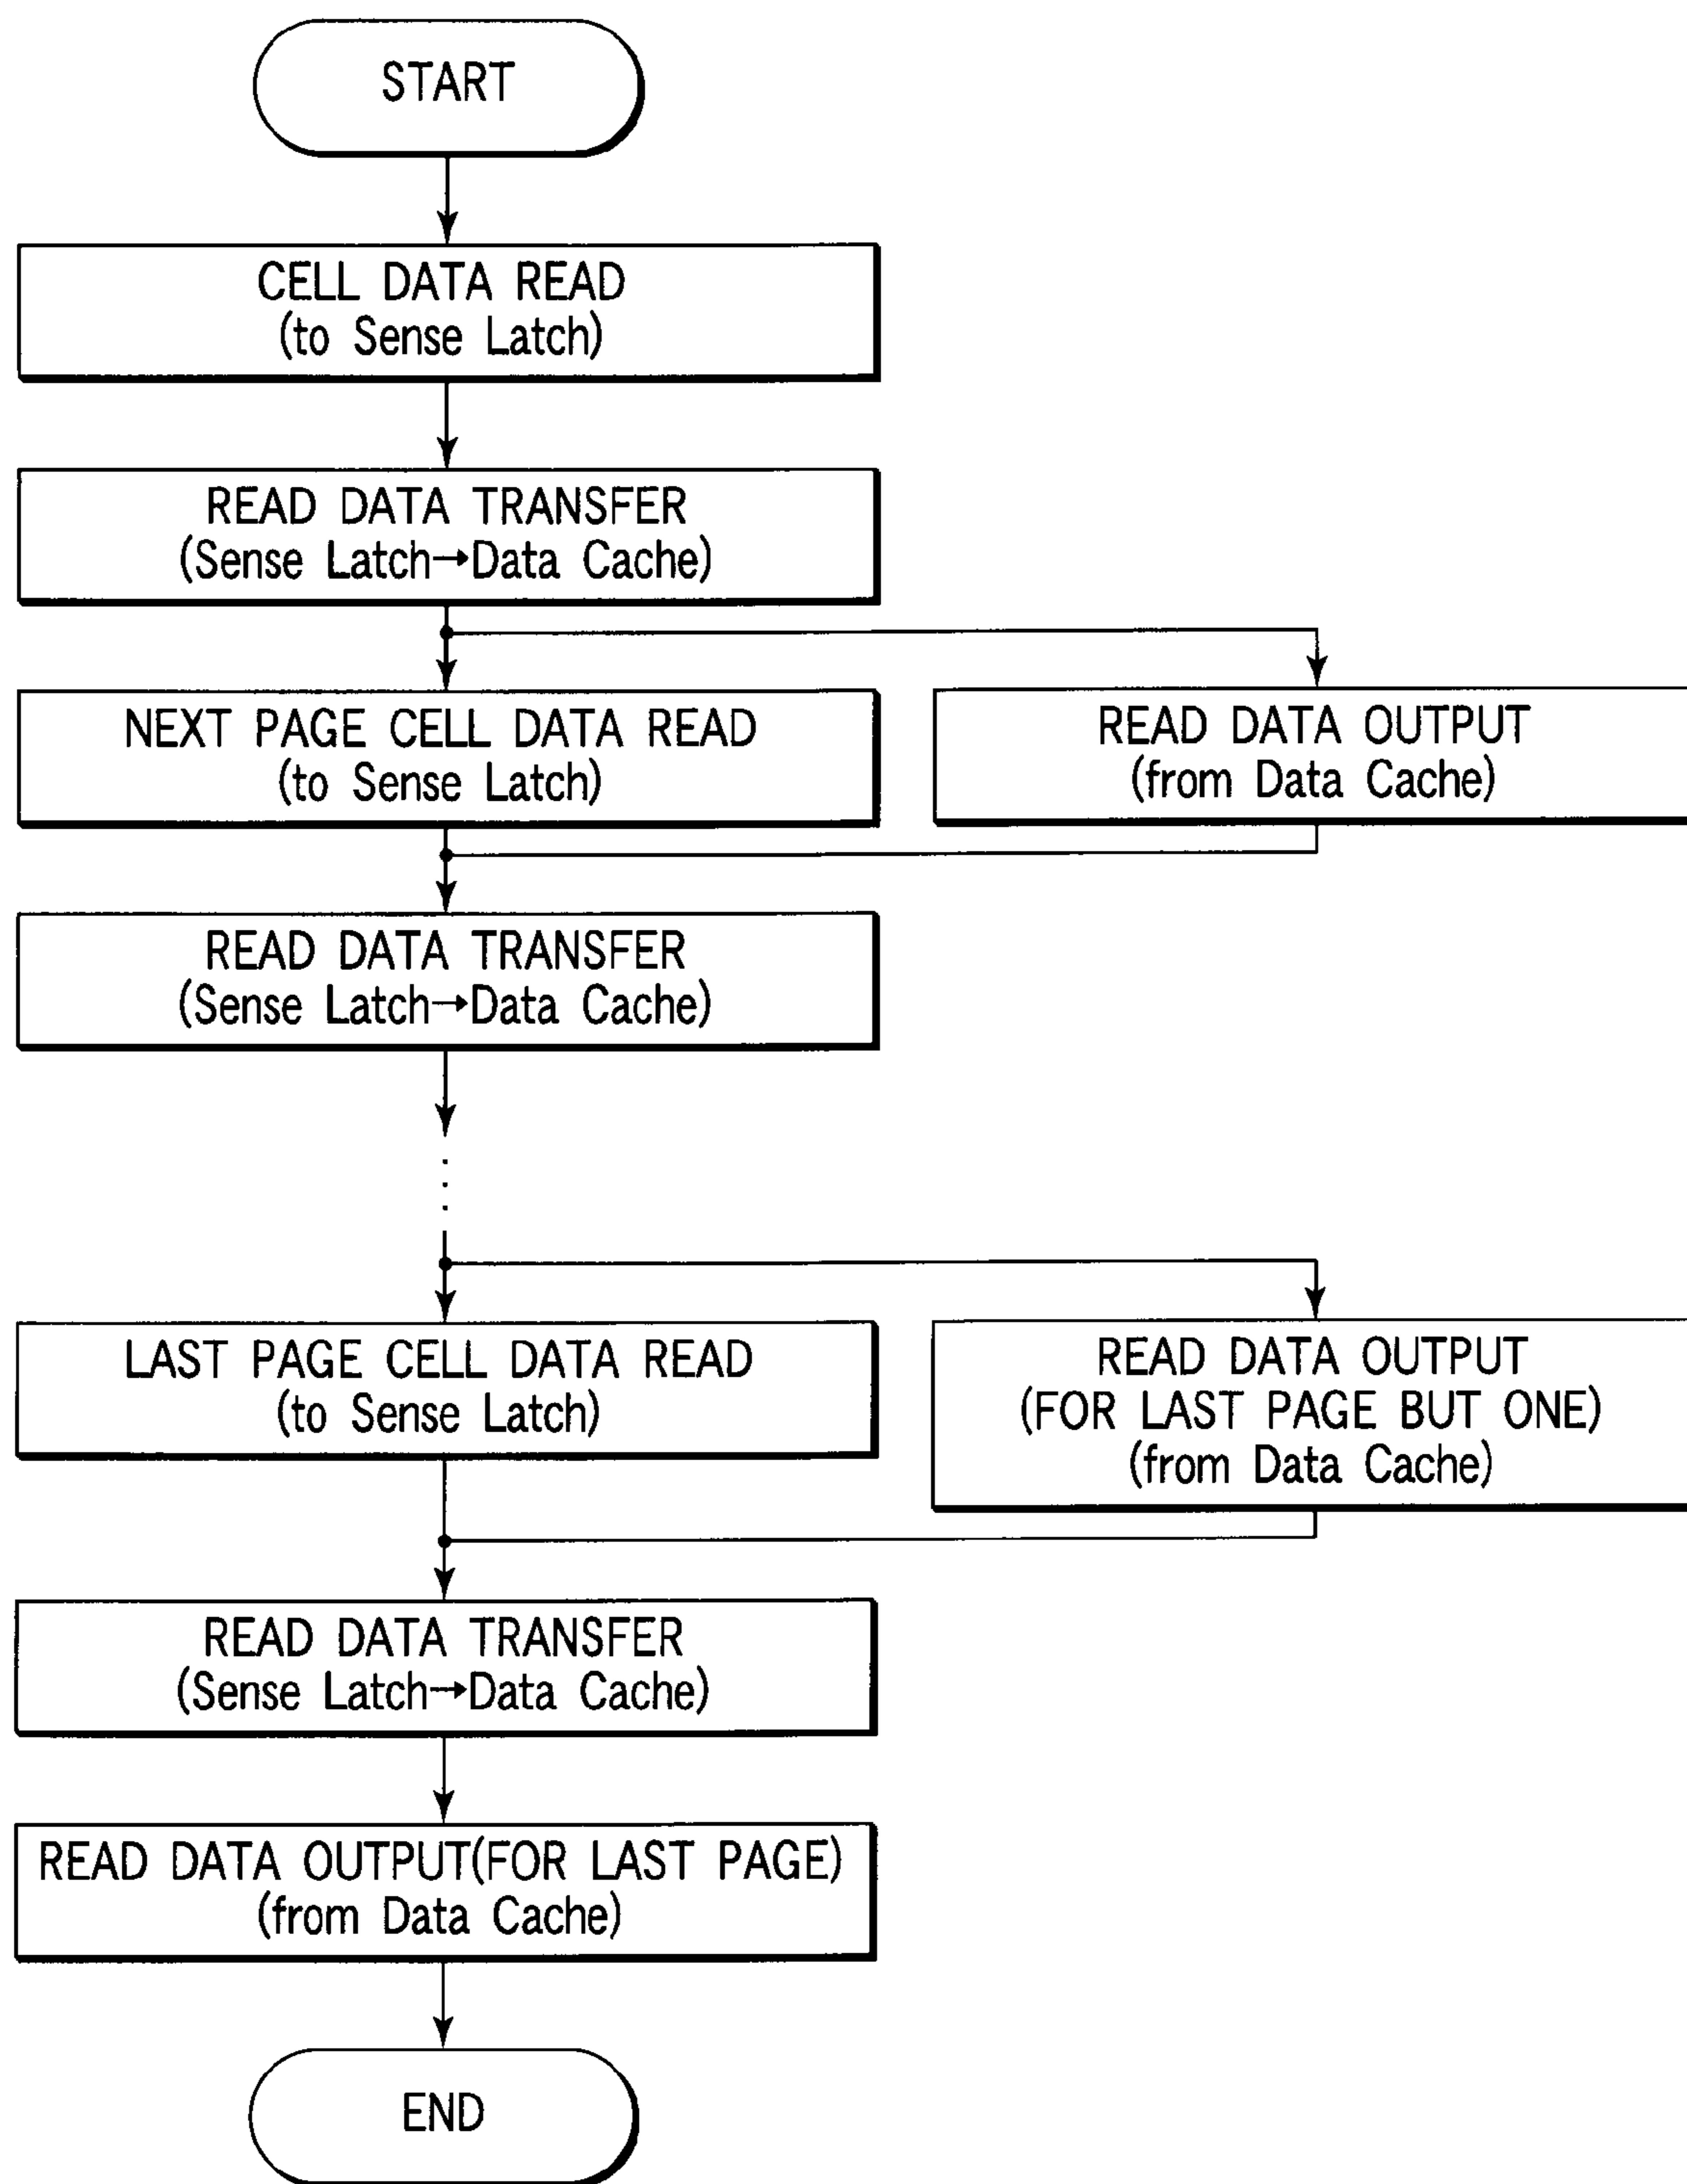 START
CELL DATA READ
(to Sense Latch)
READ DATA TRANSFER
(Sense Latch→Data Cache)
NEXT PAGE CELL DATA READ
(to Sense Latch)
READ DATA OUTPUT
(from Data Cache)
READ DATA TRANSFER
(Sense Latch→Data Cache)
LAST PAGE CELL DATA READ
(to Sense Latch)
READ DATA OUTPUT
(FOR LAST PAGE BUT ONE)
(from Data Cache)
READ DATA TRANSFER
(Sense Latch→Data Cache)
READ DATA OUTPUT(FOR LAST PAGE)
(from Data Cache)
END